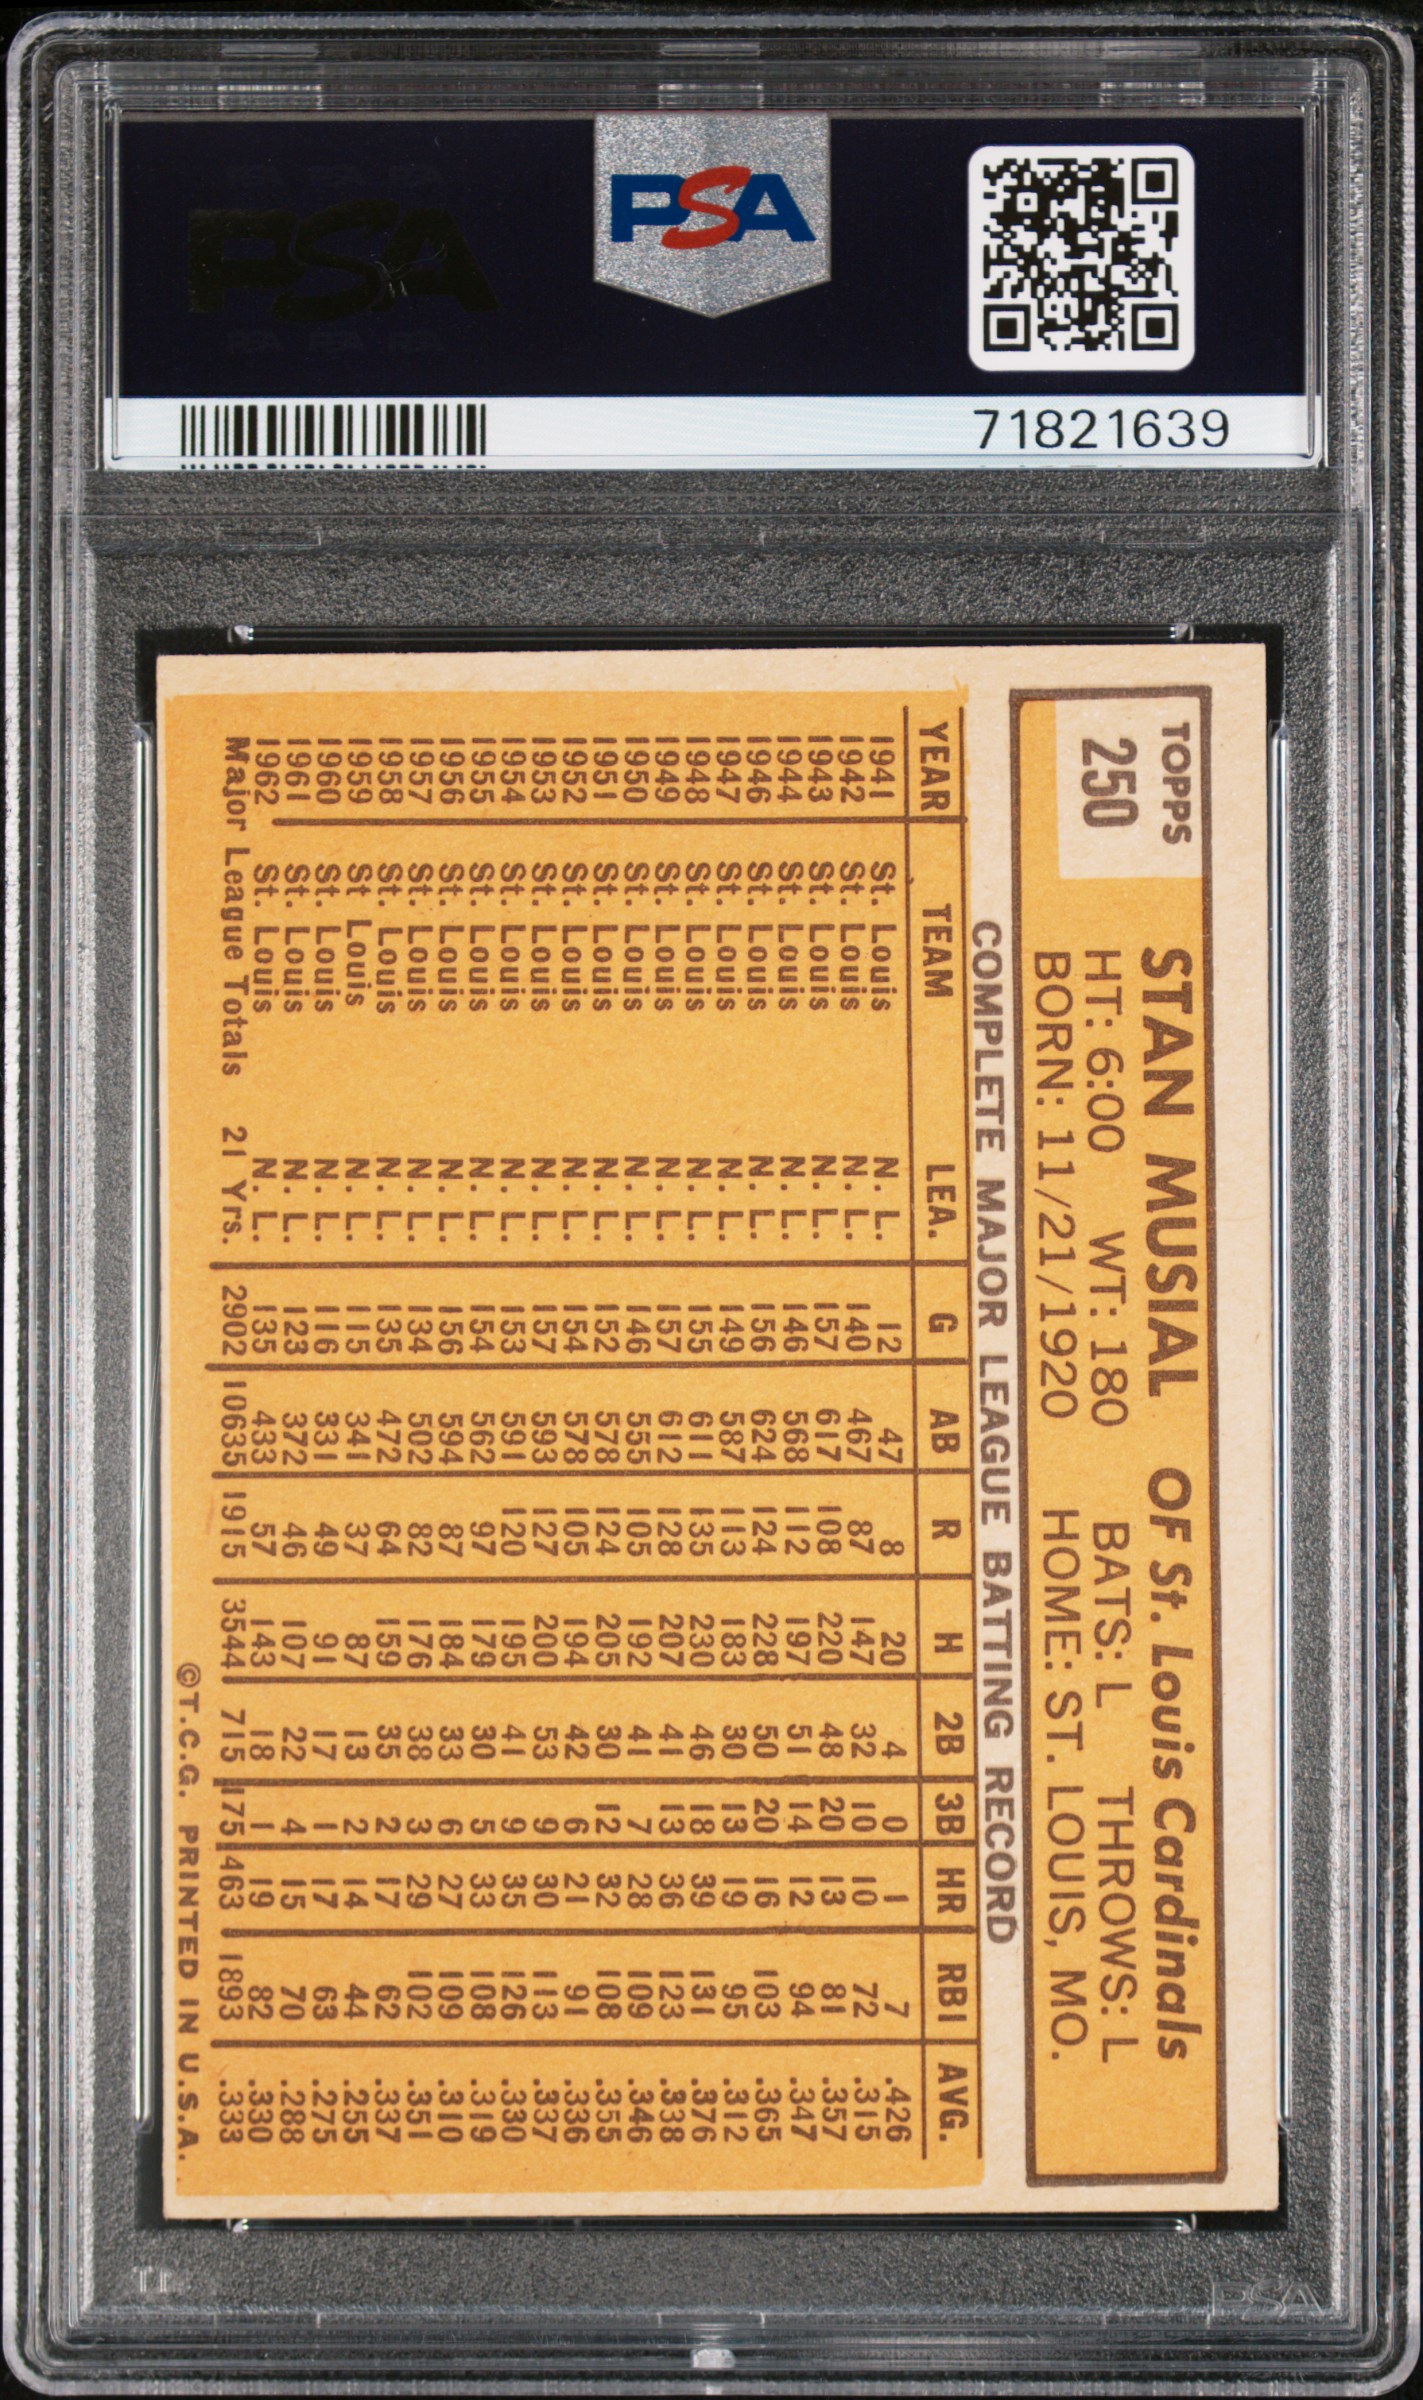 PSA
PSA
71821639
TOPPS
250
STAN MUSIAL OF St. Louis Cardinals
HT: 6:00 WT: 180 BATS: L THROWS: L
BORN: 11/21/1920 HOME: ST. LOUIS, MO.
COMPLETE MAJOR LEAGUE BATTING RECORD
YEAR TEAM LEA. G AB R H 2B 3B HR RBI AVG.
1941 St. Louis N. L. 12 47 8 20 4 0 1 7 .426
1942 St. Louis N. L. 140 467 87 147 32 10 10 72 .315
1943 St. Louis N. L. 157 617 108 220 48 20 13 81 .357
1944 St. Louis N. L. 146 568 112 197 51 14 12 94 .347
1946 St. Louis N. L. 156 624 124 228 50 20 16 103 .365
1947 St. Louis N. L. 149 587 113 183 30 13 19 95 .312
1948 St. Louis N. L. 155 611 135 230 46 18 39 131 .376
1949 St. Louis N. L. 157 612 128 207 41 13 36 123 .338
1950 St. Louis N. L. 146 555 105 192 41 7 28 109 .346
1951 St. Louis N. L. 152 578 124 205 30 12 32 108 .355
1952 St. Louis N. L. 154 578 105 194 42 6 21 91 .336
1953 St. Louis N. L. 157 593 127 200 53 9 30 113 .337
1954 St. Louis N. L. 153 591 120 195 41 9 35 126 .330
1955 St. Louis N. L. 154 562 97 179 30 5 33 108 .319
1956 St. Louis N. L. 156 594 87 184 33 6 27 109 .310
1957 St. Louis N. L. 134 502 82 176 38 3 29 102 .351
1958 St. Louis N. L. 135 472 64 159 35 2 17 62 .337
1959 St Louis N. L. 115 341 37 87 13 2 14 44 .255
1960 St. Louis N. L. 116 331 49 91 17 1 17 63 .275
1961 St. Louis N. L. 123 372 46 107 22 4 15 70 .288
1962 St. Louis N. L. 135 433 57 143 18 1 19 82 .330
Major League Totals 21 Yrs. 2902 10635 1915 3544 715 175 463 1893 .333
©T.C.G. PRINTED IN U.S.A.
PSA